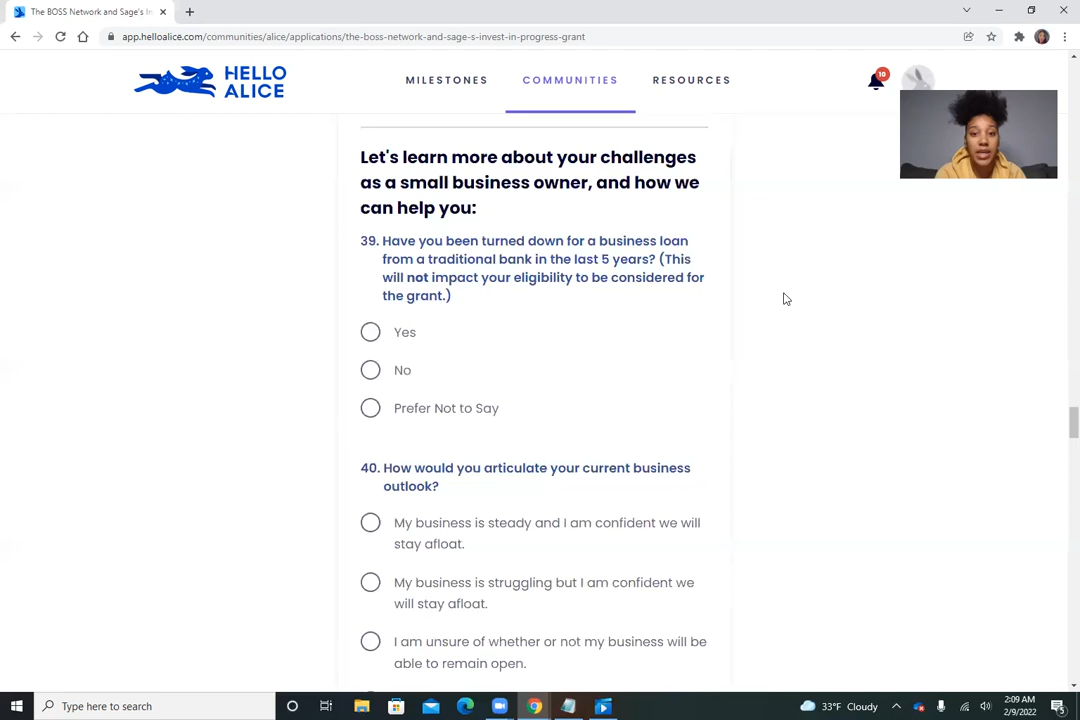 The BOSS Network and Sage's In
app.helloalice.com/communities/alice/applications/the-boss-network-and-sage-s-invest-in-progress-grant
HELLO
ALICE
MILESTONES
COMMUNITIES
RESOURCES
10
Let's learn more about your challenges
as a small business owner, and how we
can help you:
39. Have you been turned down for a business loan
from a traditional bank in the last 5 years? (This
will not impact your eligibility to be considered for
the grant.)
Yes
No
Prefer Not to Say
40. How would you articulate your current business
outlook?
My business is steady and I am confident we will
stay afloat.
My business is struggling but I am confident we
will stay afloat.
I am unsure of whether or not my business will be
able to remain open.
Type here to search
33°F Cloudy
2:09 AM
2/9/2022
5